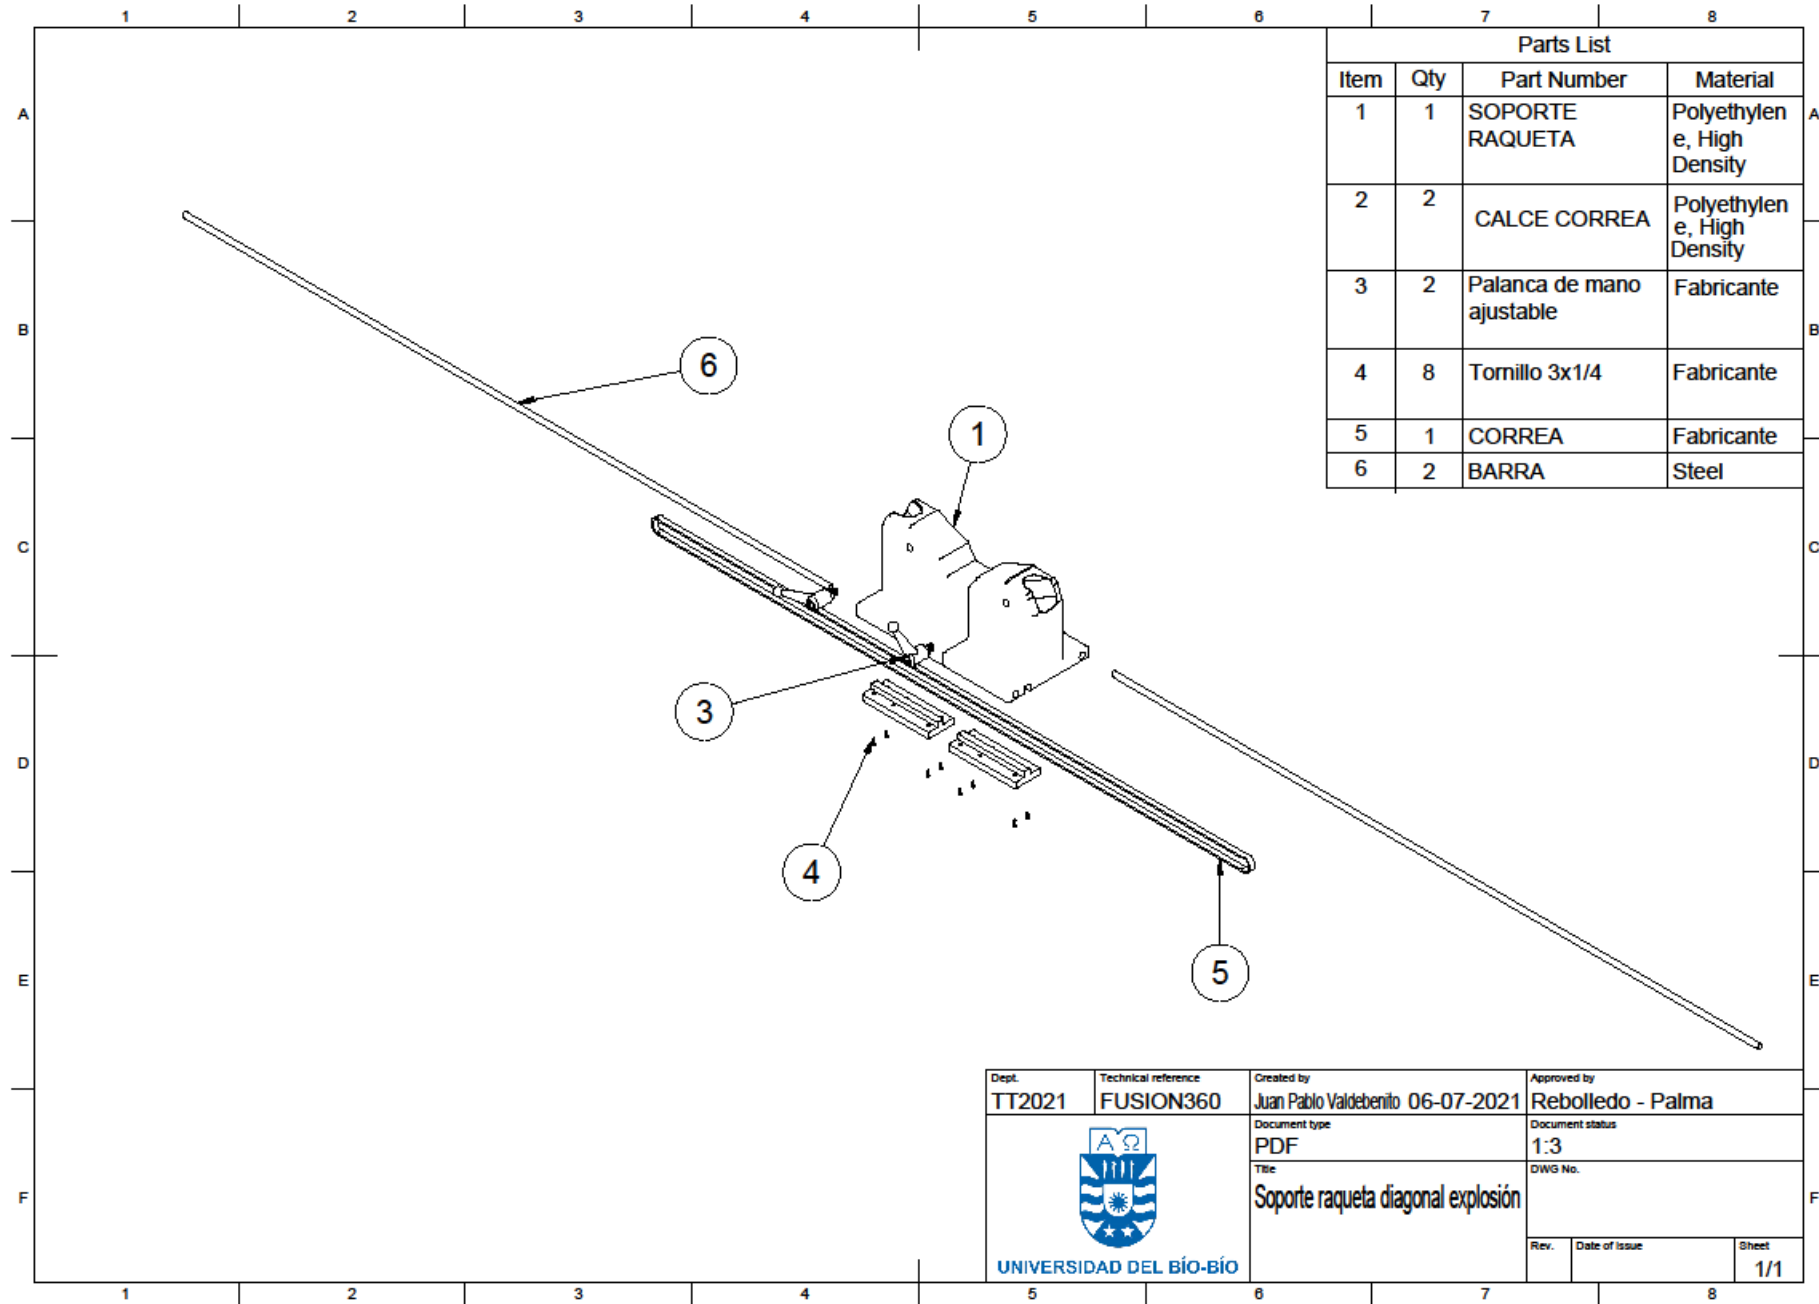 1 2 3 4 5 6 7 8
A
B
C
D
E
F
A
B
C
D
E
F
Parts List
Item Qty Part Number Material
1 1 SOPORTE Polyethylen
RAQUETA e, High
Density
2 2 CALCE CORREA Polyethylen
e, High
Density
3 2 Palanca de mano Fabricante
ajustable
4 8 Tornillo 3x1/4 Fabricante
5 1 CORREA Fabricante
6 2 BARRA Steel
6
1
3
4
5
Dept. Technical reference Created by Approved by
TT2021 FUSION360 Juan Pablo Valdebenito 06-07-2021 Rebolledo - Palma
Document type Document status
PDF 1:3
Title DWG No.
Soporte raqueta diagonal explosión
Rev. Date of issue Sheet
1/1
Α Ω
UNIVERSIDAD DEL BÍO-BÍO
1 2 3 4 5 6 7 8